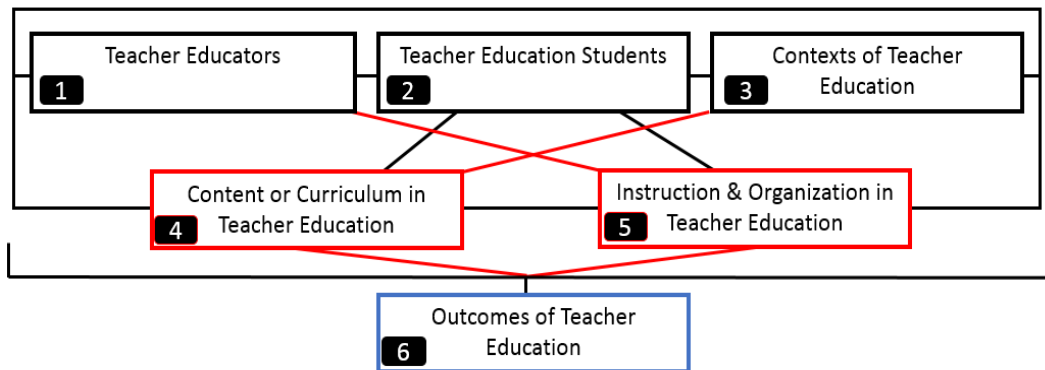 Teacher Educators
1
Teacher Education Students
2
Contexts of Teacher
Education
3
Content or Curriculum in
Teacher Education
4
Instruction & Organization in
Teacher Education
5
Outcomes of Teacher
Education
6